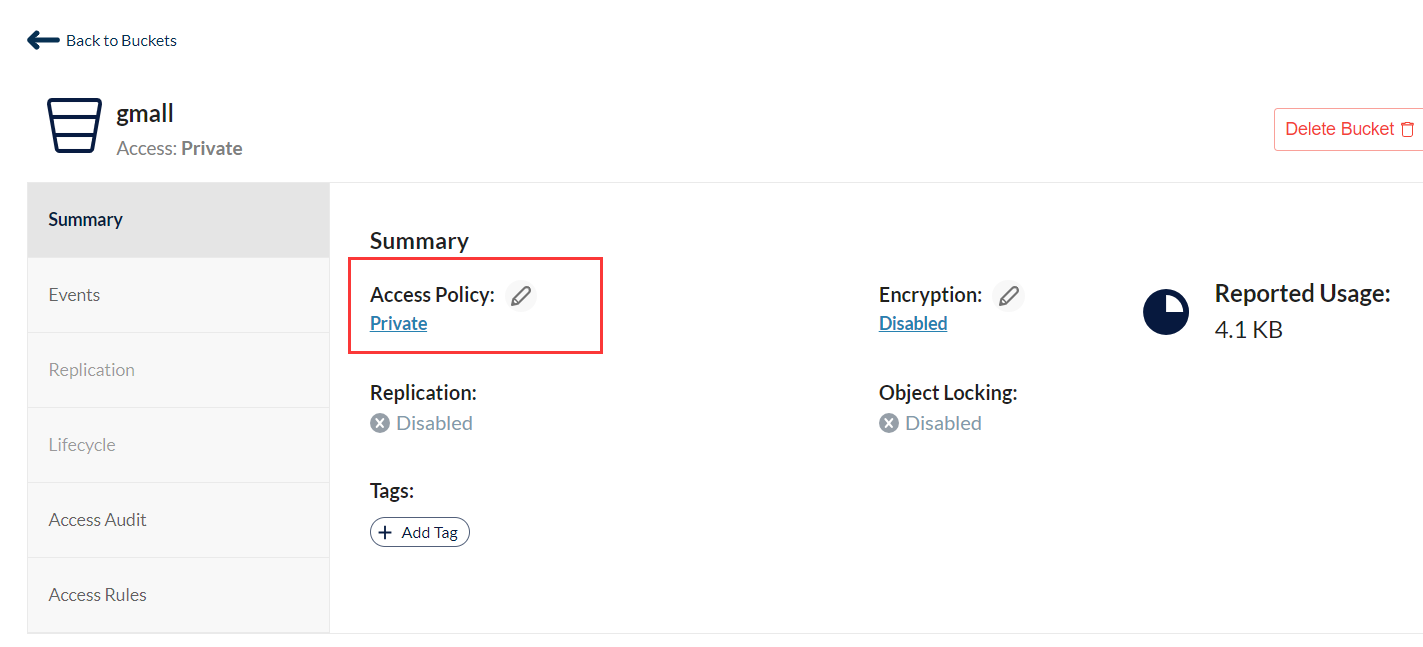 Back to Buckets
gmall
Access: Private
Delete Bucket
Summary
Events
Replication
Lifecycle
Access Audit
Access Rules
Summary
Access Policy:
Private
Encryption:
Disabled
Reported Usage:
4.1 KB
Replication:
Disabled
Object Locking:
Disabled
Tags:
+ Add Tag